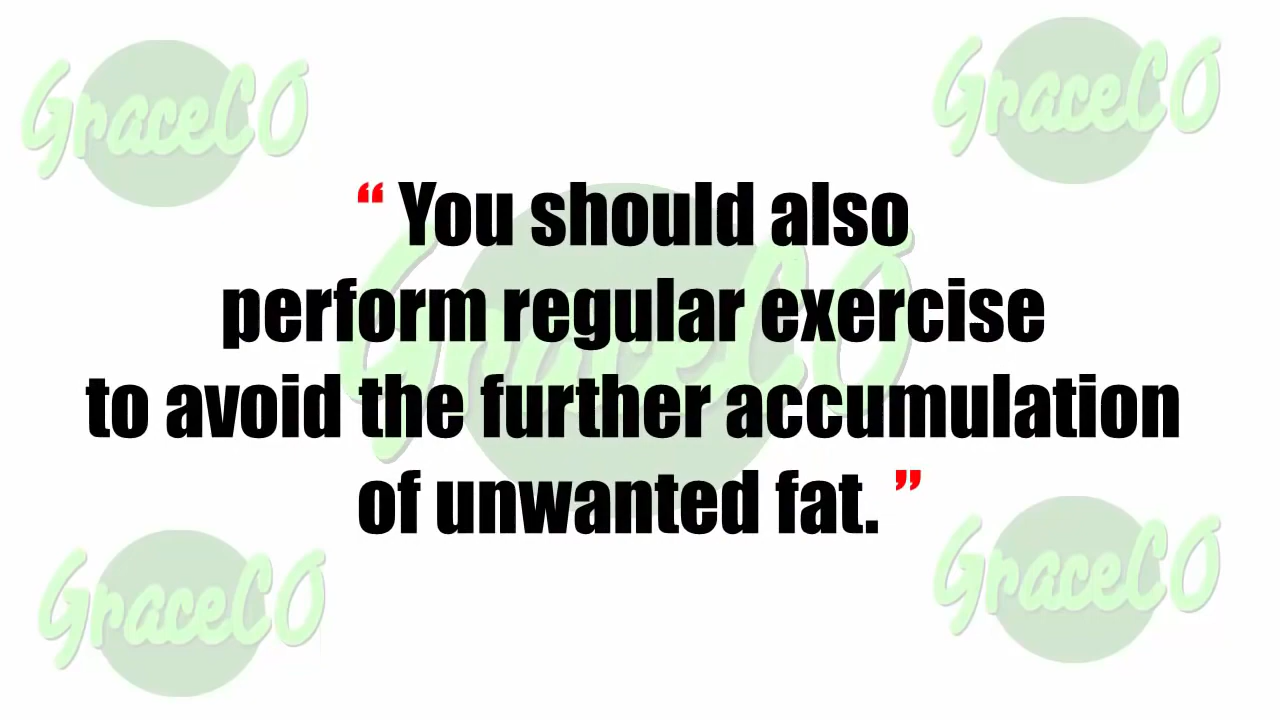 GraceCO
GraceCO
“ You should also
perform regular exercise
to avoid the further accumulation
of unwanted fat. ”
GraceCO
GraceCO
GraceCO